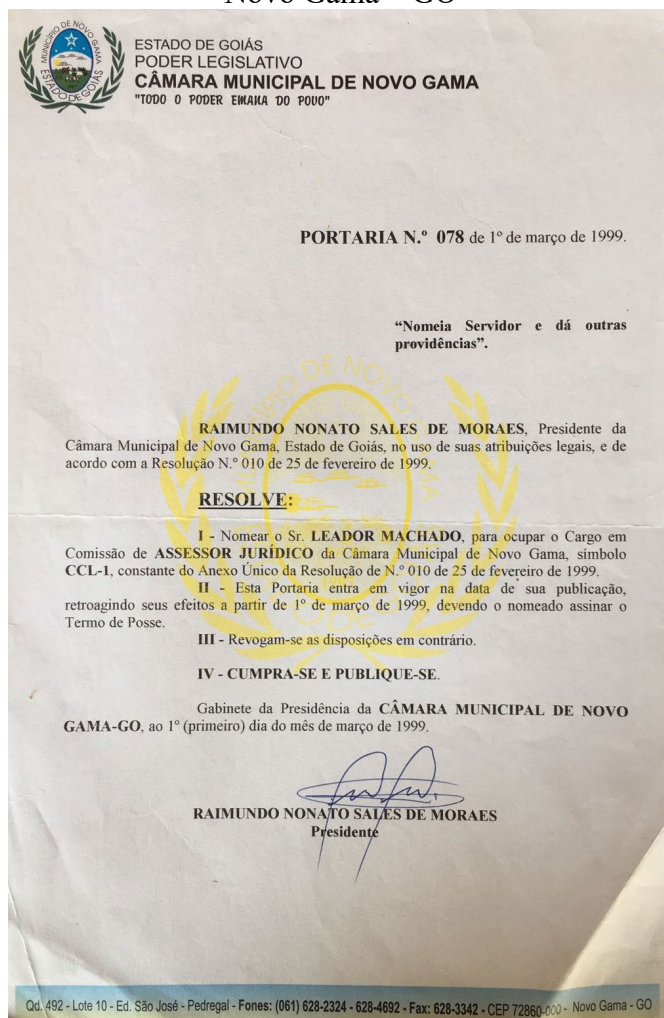 Novo Gama – GO
MUNICÍPIO DE NOVO GAMA
ESTADO DE GOIÁS
ESTADO DE GOIÁS
PODER LEGISLATIVO
CÂMARA MUNICIPAL DE NOVO GAMA
"TODO O PODER EMANA DO POVO"
PORTARIA N.º 078 de 1º de março de 1999.
“Nomeia Servidor e dá outras
providências”.
RAIMUNDO NONATO SALES DE MORAES, Presidente da
Câmara Municipal de Novo Gama, Estado de Goiás, no uso de suas atribuições legais, e de
acordo com a Resolução N.º 010 de 25 de fevereiro de 1999.
RESOLVE:
I - Nomear o Sr. LEADOR MACHADO, para ocupar o Cargo em
Comissão de ASSESSOR JURÍDICO da Câmara Municipal de Novo Gama, símbolo
CCL-1, constante do Anexo Único da Resolução de N.º 010 de 25 de fevereiro de 1999.
II - Esta Portaria entra em vigor na data de sua publicação,
retroagindo seus efeitos a partir de 1º de março de 1999, devendo o nomeado assinar o
Termo de Posse.
III - Revogam-se as disposições em contrário.
IV - CUMPRA-SE E PUBLIQUE-SE.
Gabinete da Presidência da CÂMARA MUNICIPAL DE NOVO
GAMA-GO, ao 1º (primeiro) dia do mês de março de 1999.
RAIMUNDO NONATO SALES DE MORAES
Presidente
Qd. 492 - Lote 10 - Ed. São José - Pedregal - Fones: (061) 628-2324 - 628-4692 - Fax: 628-3342 - CEP 72860-000 - Novo Gama - GO